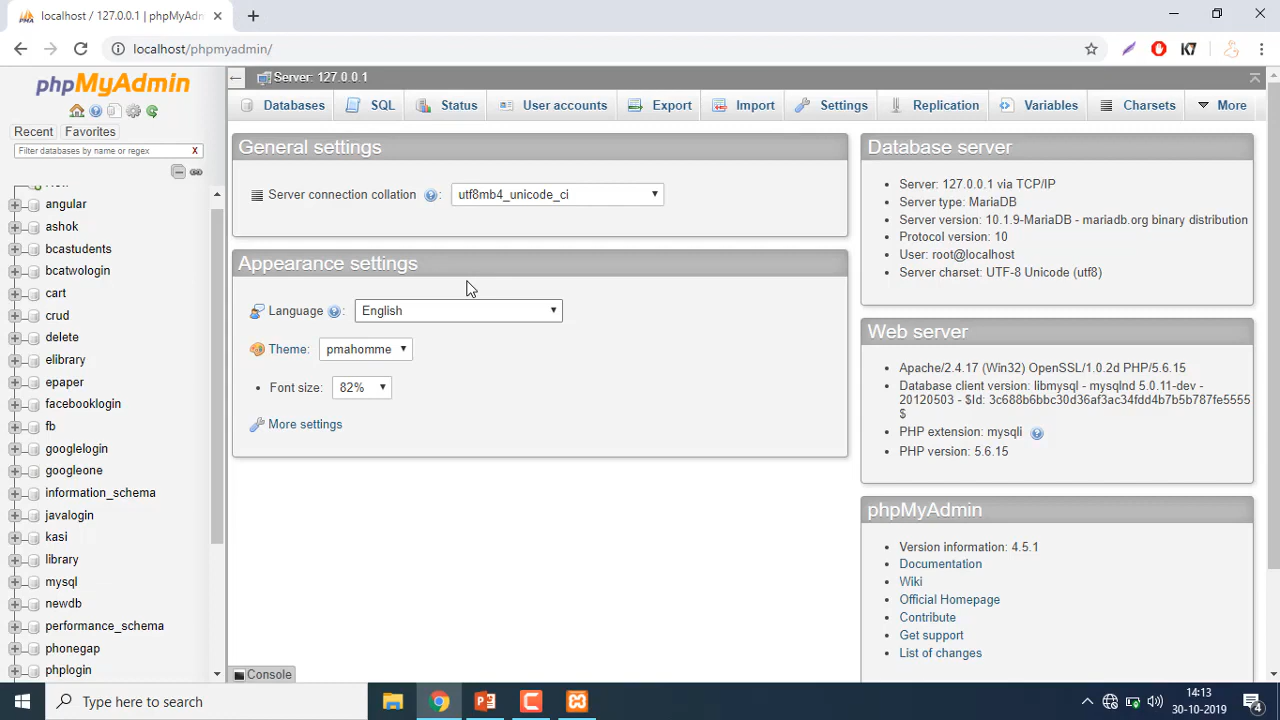 localhost / 127.0.0.1 | phpMyAdn
localhost/phpmyadmin/
phpMyAdmin
Recent Favorites
Filter databases by name or regex X
angular
ashok
bcastudents
bcatwologin
cart
crud
delete
elibrary
epaper
facebooklogin
fb
googlelogin
googleone
information_schema
javalogin
kasi
library
mysql
newdb
performance_schema
phonegap
phplogin
Server: 127.0.0.1
Databases SQL Status User accounts Export Import Settings Replication Variables Charsets More
General settings
Server connection collation : utf8mb4_unicode_ci
Appearance settings
Language : English
Theme: pmahomme
Font size: 82%
More settings
Console
Database server
Server: 127.0.0.1 via TCP/IP
Server type: MariaDB
Server version: 10.1.9-MariaDB - mariadb.org binary distribution
Protocol version: 10
User: root@localhost
Server charset: UTF-8 Unicode (utf8)
Web server
Apache/2.4.17 (Win32) OpenSSL/1.0.2d PHP/5.6.15
Database client version: libmysql - mysqlnd 5.0.11-dev -
20120503 - $Id: 3c688b6bbc30d36af3ac34fdd4b7b5b787fe5555
$
PHP extension: mysqli
PHP version: 5.6.15
phpMyAdmin
Version information: 4.5.1
Documentation
Wiki
Official Homepage
Contribute
Get support
List of changes
Type here to search
14:13
30-10-2019
4